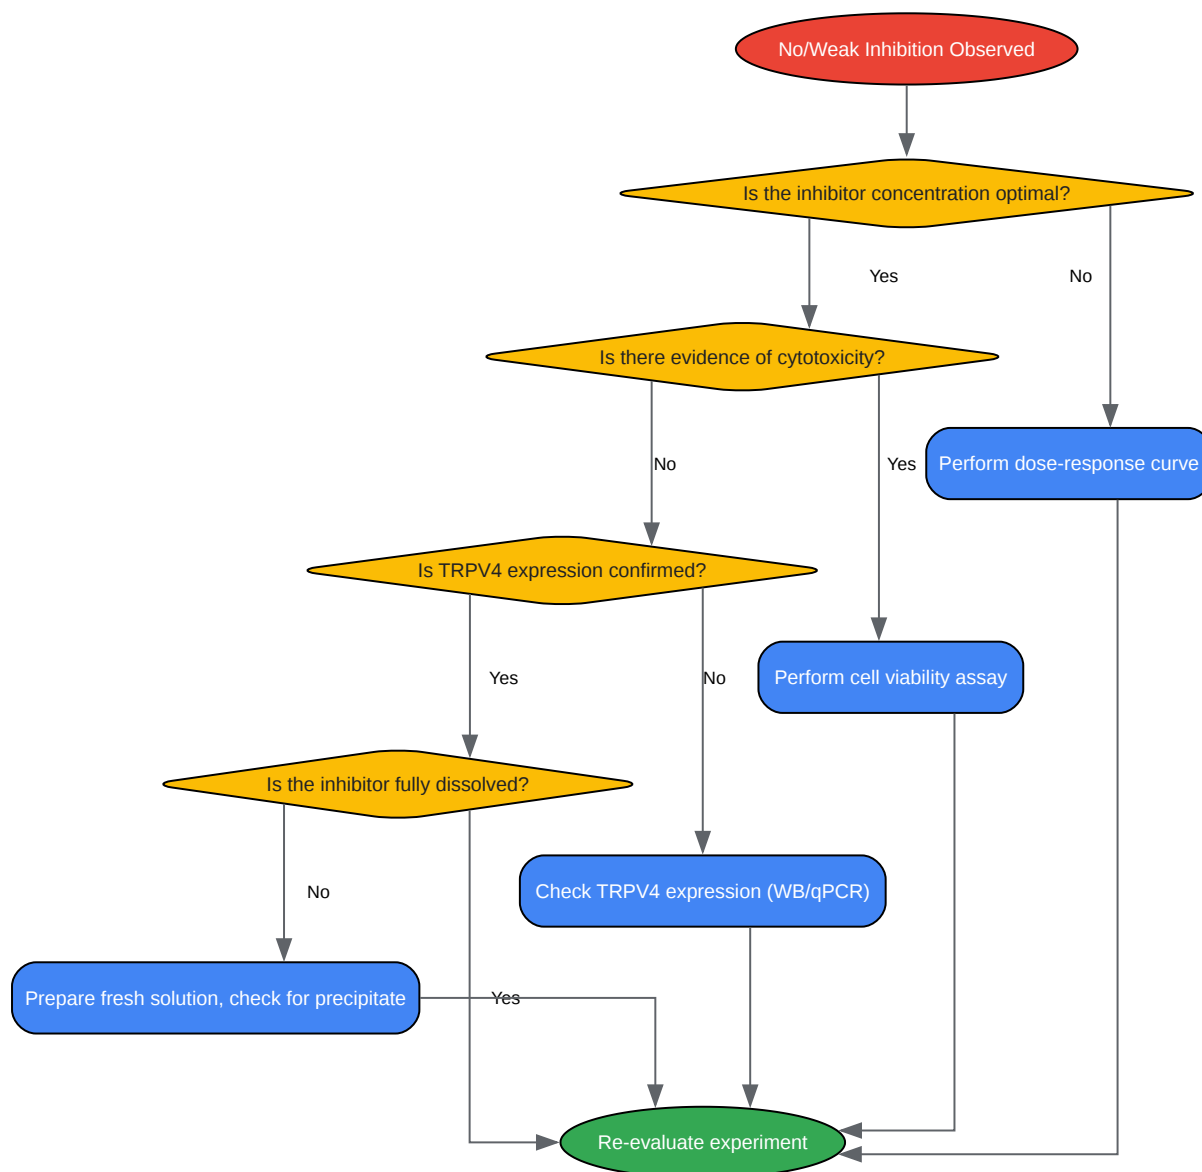 No/Weak Inhibition Observed
Is the inhibitor concentration optimal?
Yes
No
Is there evidence of cytotoxicity?
No
Yes
Perform dose-response curve
Is TRPV4 expression confirmed?
Yes
No
Perform cell viability assay
Is the inhibitor fully dissolved?
No
Check TRPV4 expression (WB/qPCR)
Prepare fresh solution, check for precipitate
Yes
Re-evaluate experiment